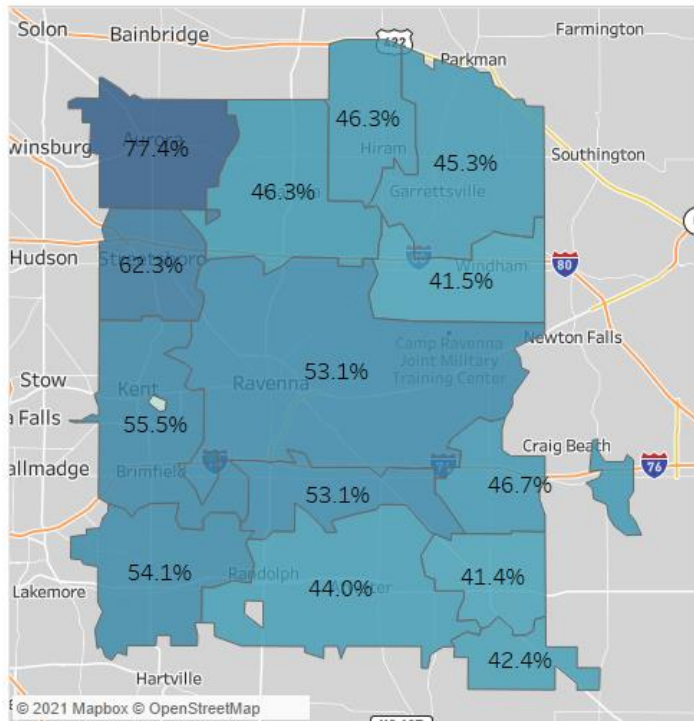 Solon
Bainbridge
422
Farmington
Parkman
winsburg
Aurora
77.4%
46.3%
Hiram
45.3%
Garrettsville
Southington
46.3%
Hudson
Streetsboro
62.3%
Windham
41.5%
80
Newton Falls
Camp Ravenna
Joint Military
Training Center
53.1%
Stow
Kent
Ravenna
a Falls
55.5%
Craig Beach
allmadge
Brimfield
76
46.7%
53.1%
54.1%
Randolph
44.0%
41.4%
Lakemore
42.4%
Hartville
© 2021 Mapbox © OpenStreetMap